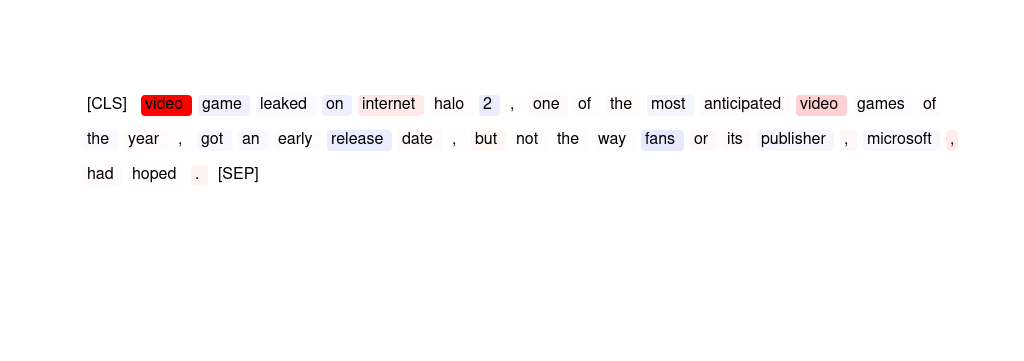 [CLS] video game leaked on internet halo 2 , one of the most anticipated video games of
the year , got an early release date , but not the way fans or its publisher , microsoft ,
had hoped . [SEP]